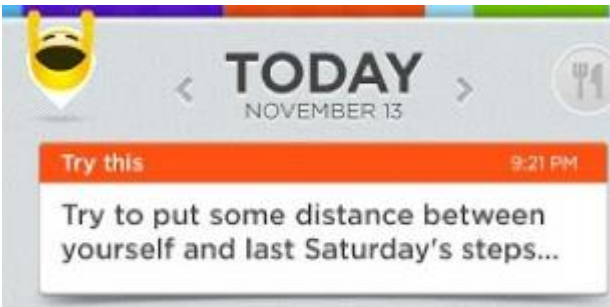 TODAY
NOVEMBER 13
Try this 9:21 PM
Try to put some distance between
yourself and last Saturday's steps...